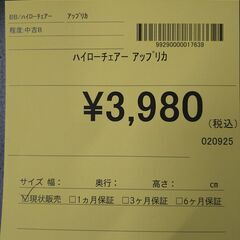 BB/ハイローチェアー アップリカ
程度:中古B
99290000017639
ハイローチェアー アップリカ
¥3,980
(税込)
020925
サイズ 幅: 奥行: 高さ: cm
☑現状販売 □1ヵ月保証 □3ヶ月保証 □6ヶ月保証